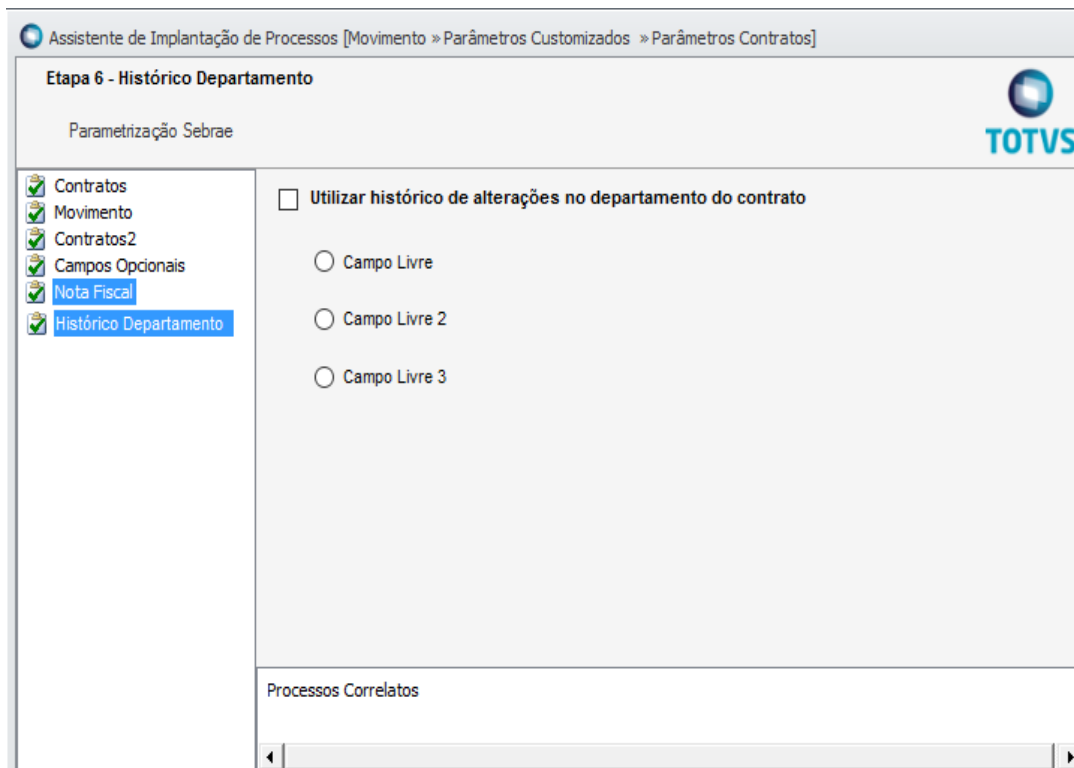 Assistente de Implantação de Processos [Movimento » Parâmetros Customizados » Parâmetros Contratos]
Etapa 6 - Histórico Departamento
Parametrização Sebrae
TOTVS
Contratos
Movimento
Contratos2
Campos Opcionais
Nota Fiscal
Histórico Departamento
Utilizar histórico de alterações no departamento do contrato
Campo Livre
Campo Livre 2
Campo Livre 3
Processos Correlatos